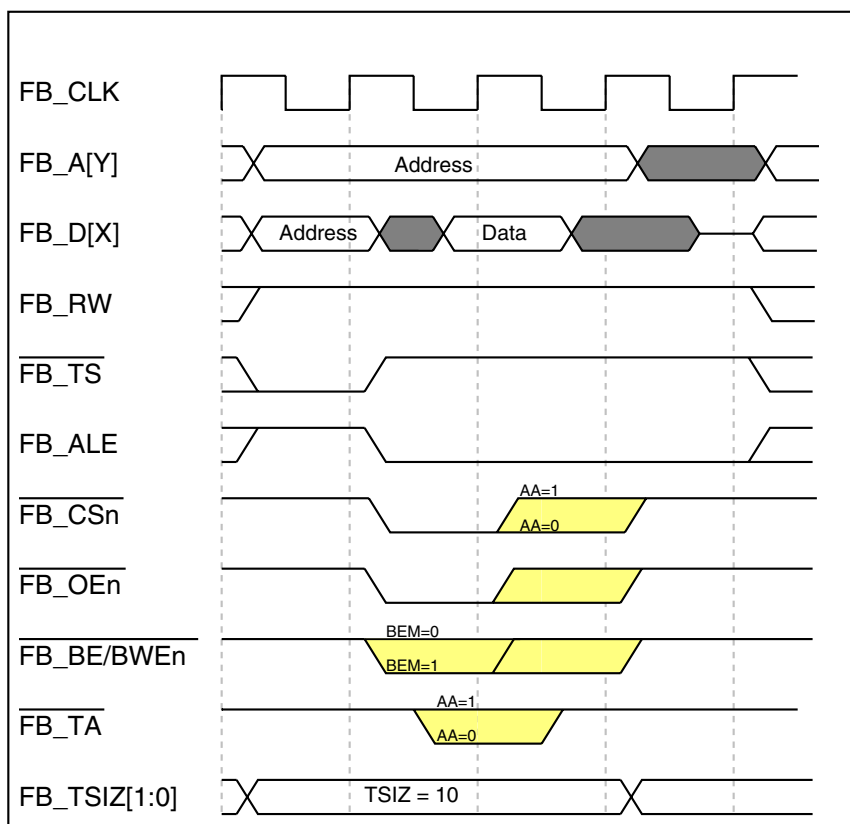 FB_CLK
FB_A[Y]
Address
FB_D[X]
Address
Data
FB_RW
FB_TS
FB_ALE
FB_CSn
AA=1
AA=0
FB_OEn
FB_BE/BWEn
BEM=0
BEM=1
FB_TA
AA=1
AA=0
FB_TSIZ[1:0]
TSIZ = 10